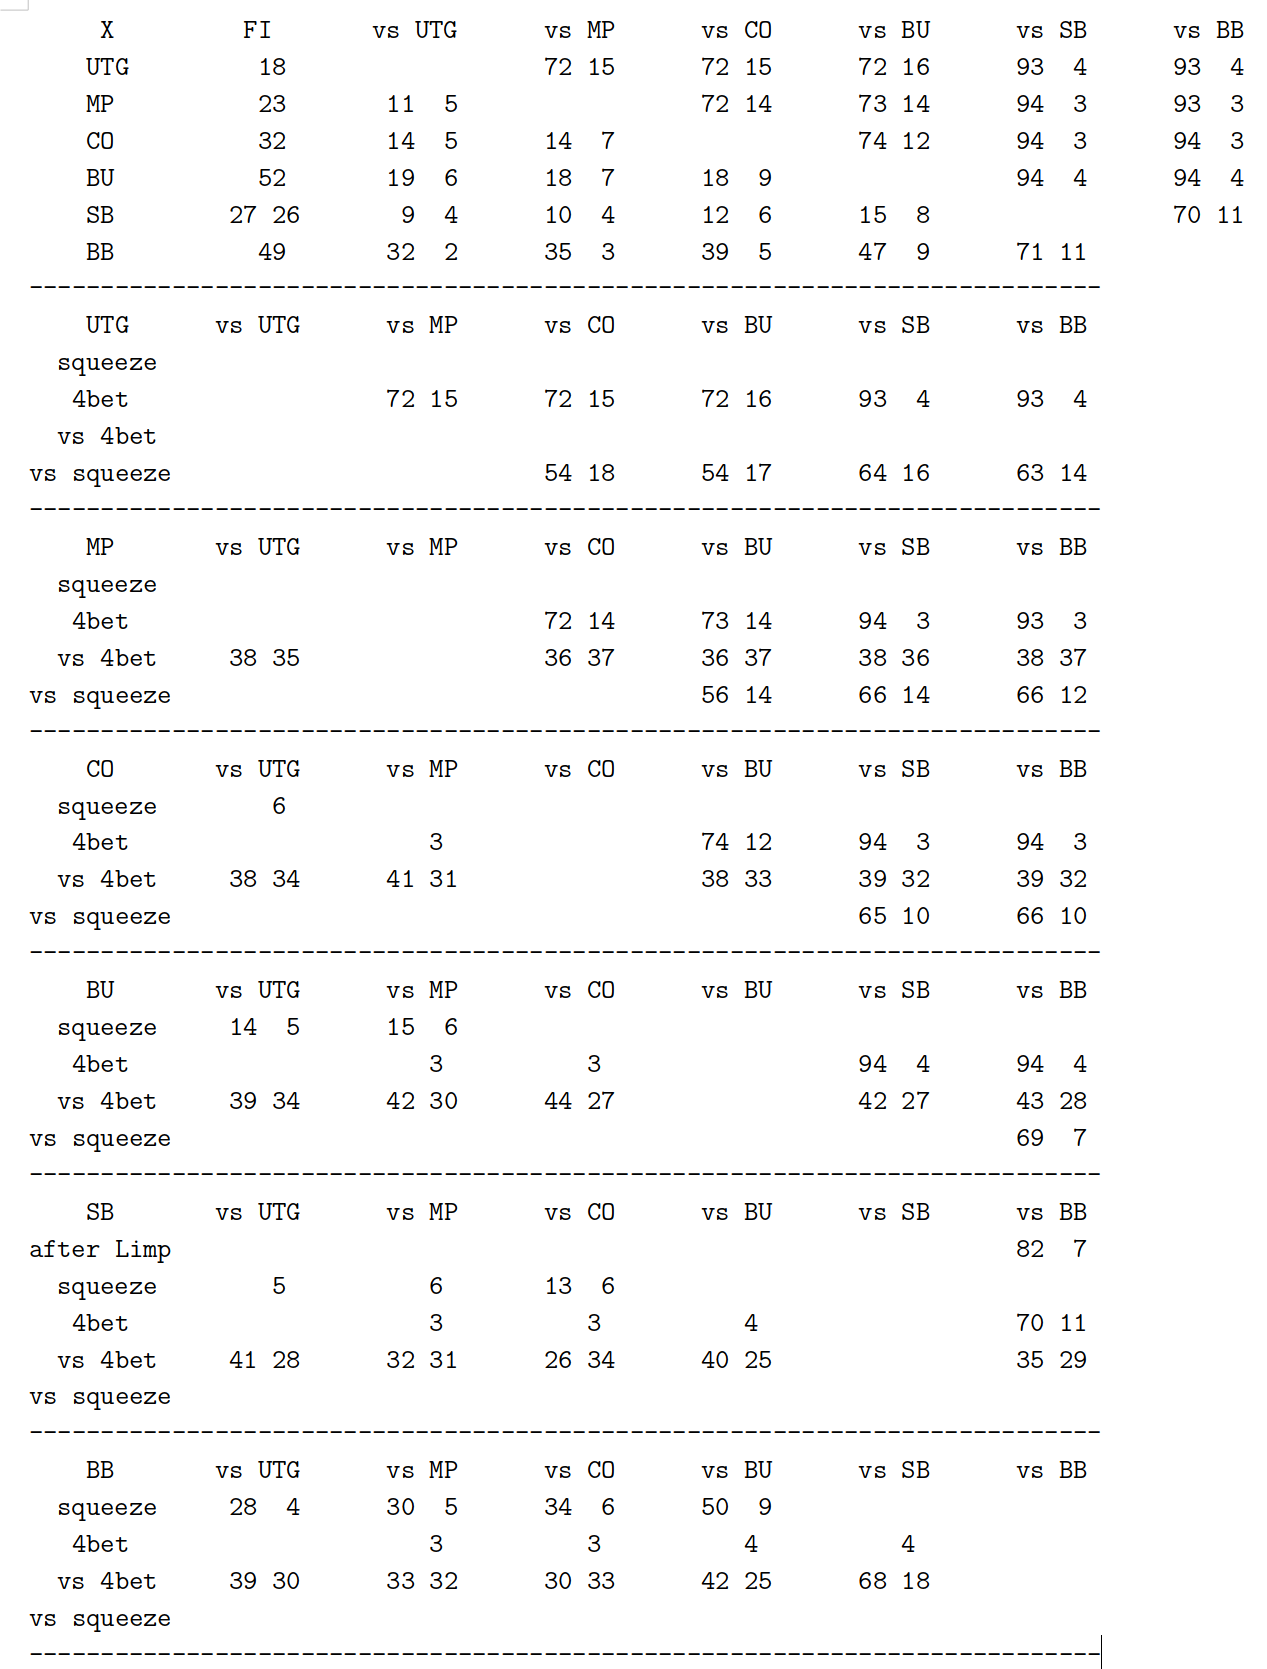 X FI vs UTG vs MP vs CO vs BU vs SB vs BB
UTG 18 72 15 72 15 72 16 93 4 93 4
MP 23 11 5 72 14 73 14 94 3 93 3
CO 32 14 5 14 7 74 12 94 3 94 3
BU 52 19 6 18 7 18 9 94 4 94 4
SB 27 26 9 4 10 4 12 6 15 8 70 11
BB 49 32 2 35 3 39 5 47 9 71 11
---------------------------------------------------------------------------
UTG vs UTG vs MP vs CO vs BU vs SB vs BB
squeeze
4bet 72 15 72 15 72 16 93 4 93 4
vs 4bet
vs squeeze 54 18 54 17 64 16 63 14
---------------------------------------------------------------------------
MP vs UTG vs MP vs CO vs BU vs SB vs BB
squeeze
4bet 72 14 73 14 94 3 93 3
vs 4bet 38 35 36 37 36 37 38 36 38 37
vs squeeze 56 14 66 14 66 12
---------------------------------------------------------------------------
CO vs UTG vs MP vs CO vs BU vs SB vs BB
squeeze 6
4bet 3 74 12 94 3 94 3
vs 4bet 38 34 41 31 38 33 39 32 39 32
vs squeeze 65 10 66 10
---------------------------------------------------------------------------
BU vs UTG vs MP vs CO vs BU vs SB vs BB
squeeze 14 5 15 6
4bet 3 3 94 4 94 4
vs 4bet 39 34 42 30 44 27 42 27 43 28
vs squeeze 69 7
---------------------------------------------------------------------------
SB vs UTG vs MP vs CO vs BU vs SB vs BB
after Limp 82 7
squeeze 5 6 13 6
4bet 3 3 4 70 11
vs 4bet 41 28 32 31 26 34 40 25 35 29
vs squeeze
---------------------------------------------------------------------------
BB vs UTG vs MP vs CO vs BU vs SB vs BB
squeeze 28 4 30 5 34 6 50 9
4bet 3 3 4 4
vs 4bet 39 30 33 32 30 33 42 25 68 18
vs squeeze
---------------------------------------------------------------------------